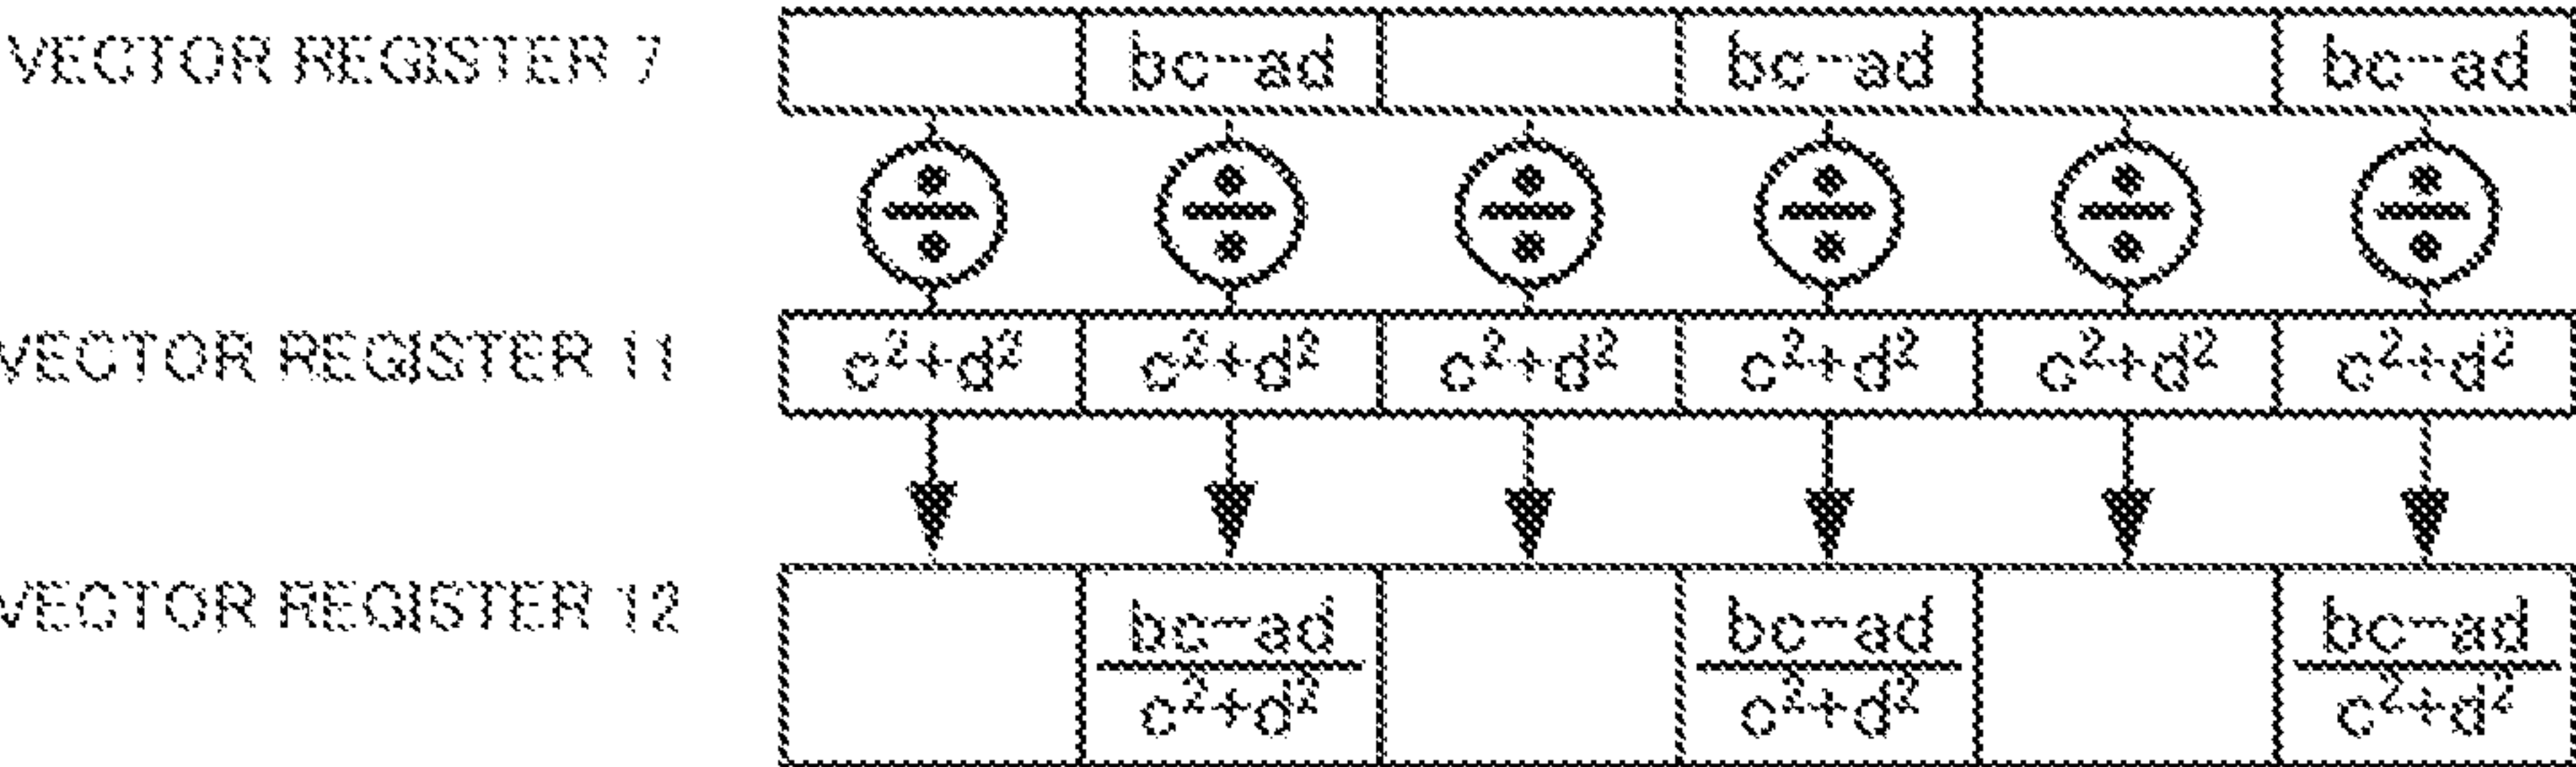 VECTOR REGISTER 7 bc-ad bc-ad bc-ad
÷ ÷ ÷ ÷ ÷ ÷
VECTOR REGISTER 11 c²+d² c²+d² c²+d² c²+d² c²+d² c²+d²
VECTOR REGISTER 12
bc-ad bc-ad bc-ad
c²+d² c²+d² c²+d²